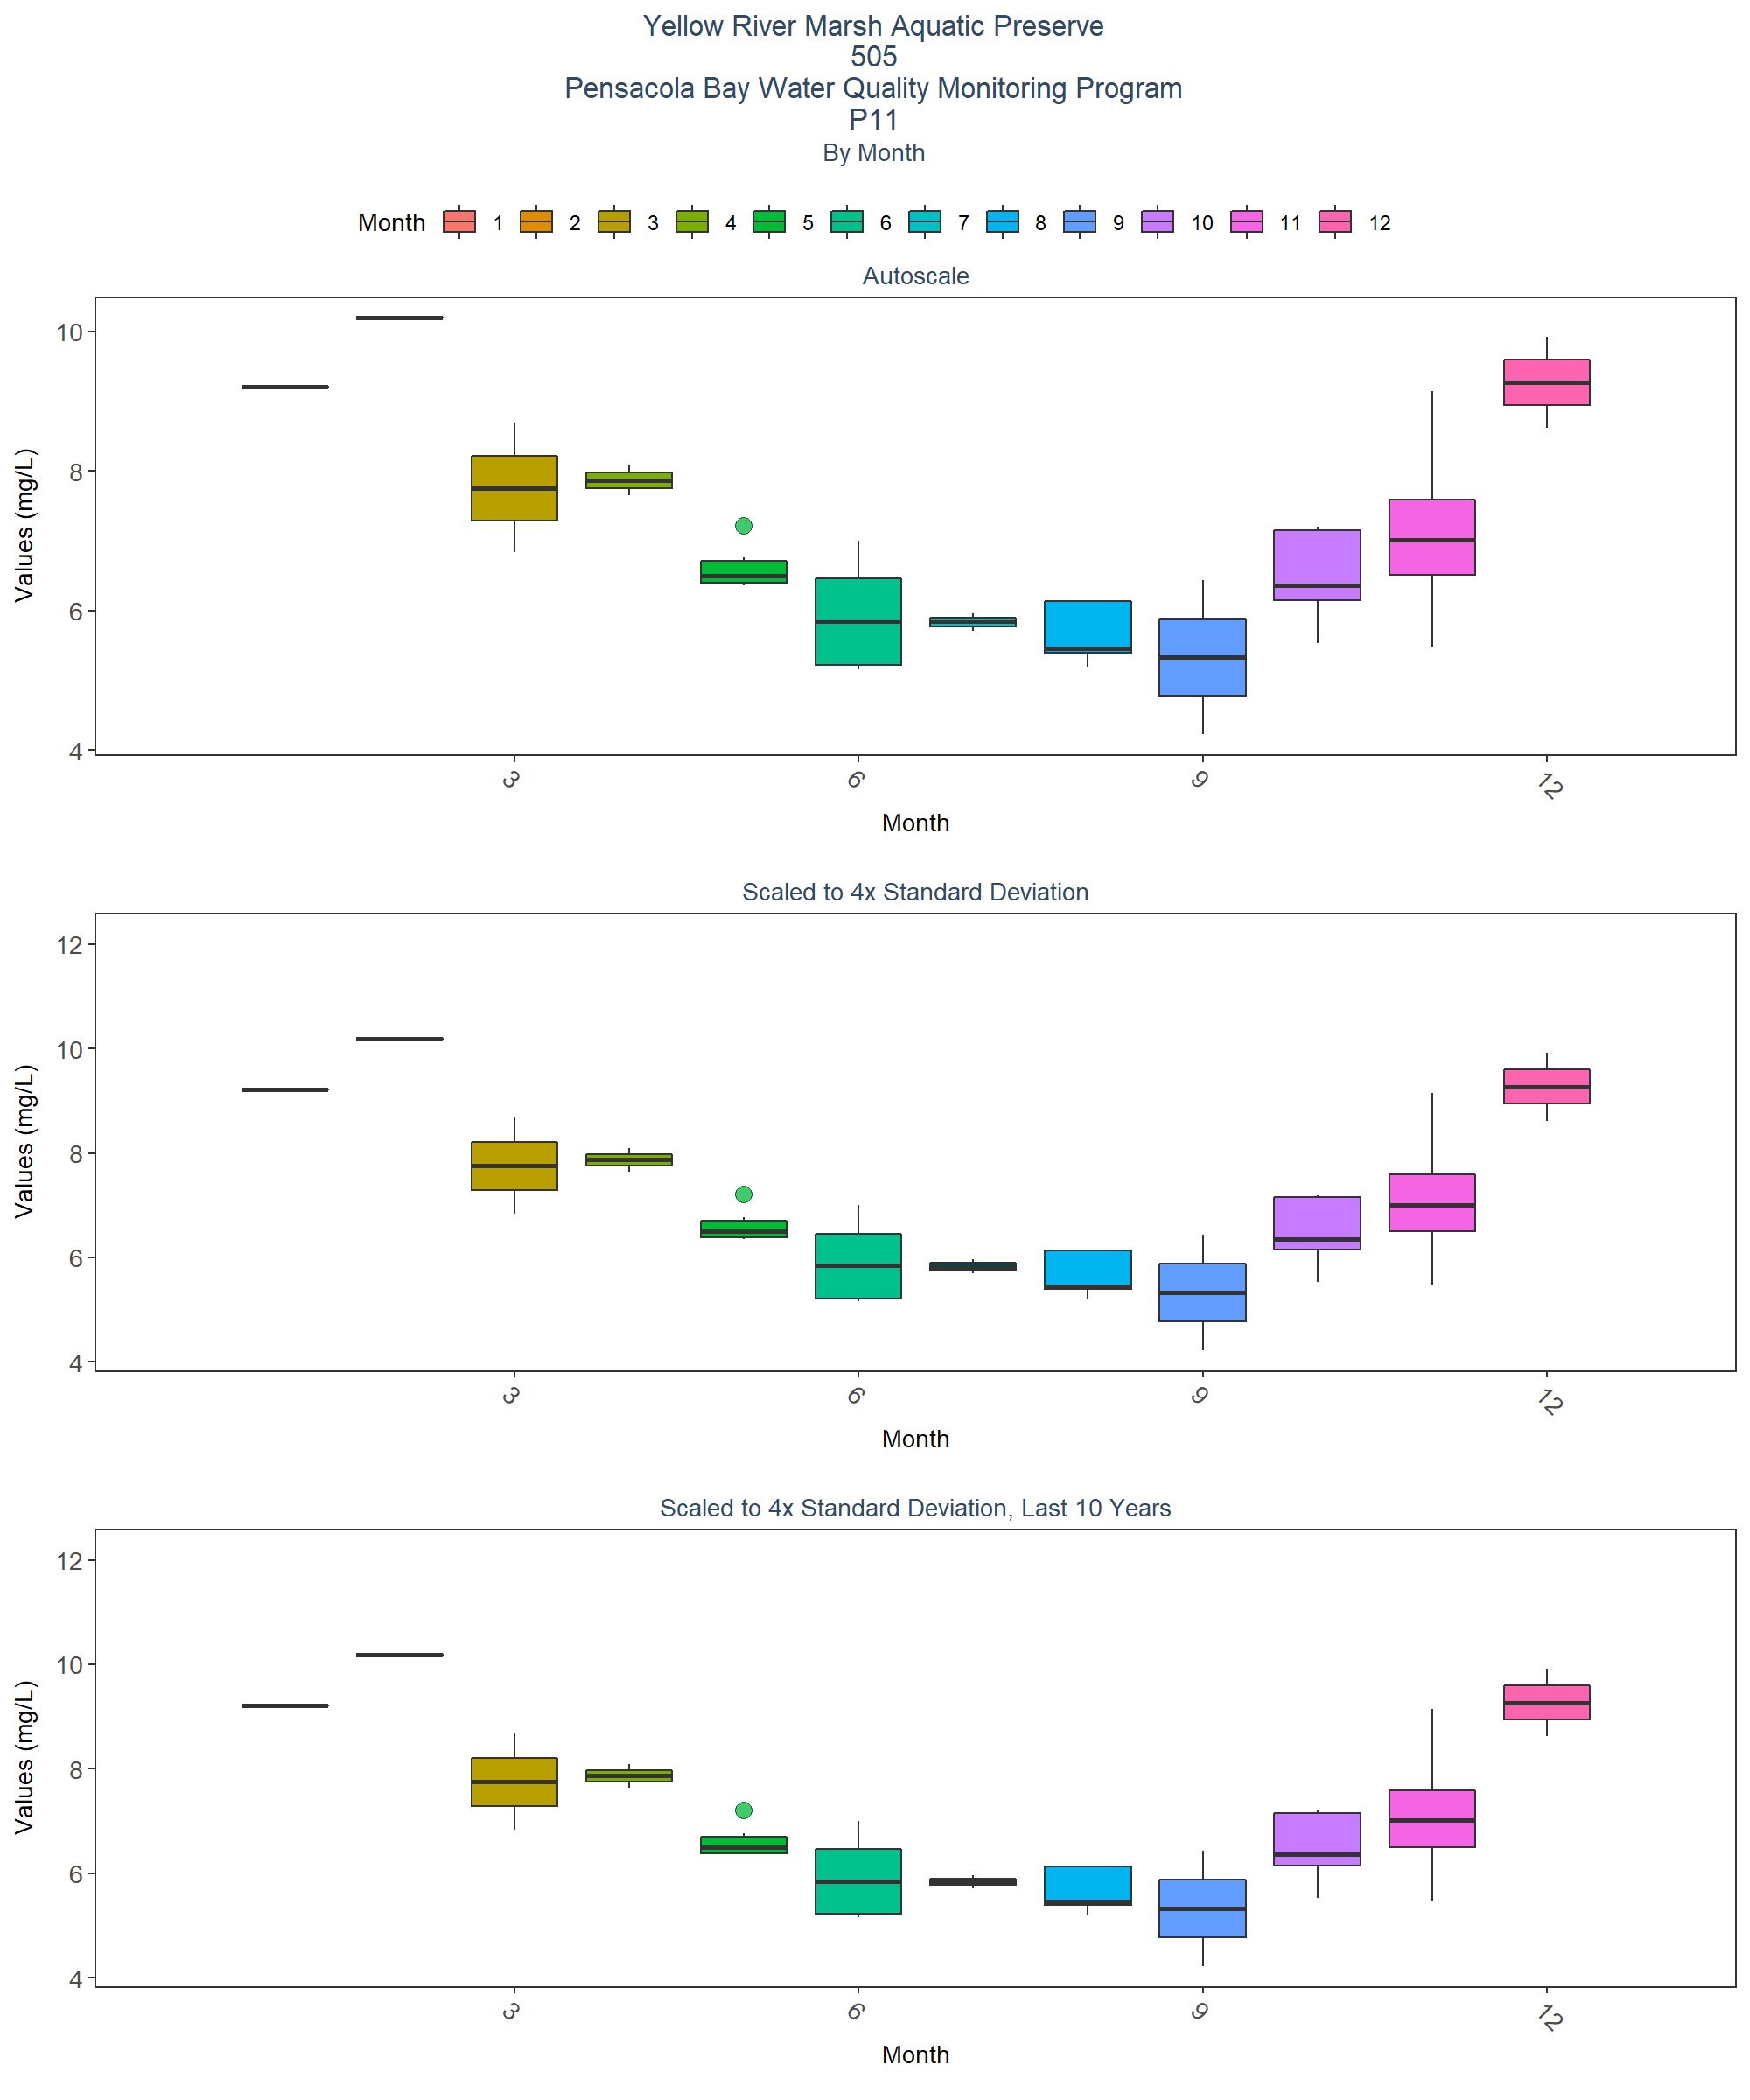 Yellow River Marsh Aquatic Preserve
505
Pensacola Bay Water Quality Monitoring Program
P11
By Month
Month 1 2 3 4 5 6 7 8 9 10 11 12
Autoscale
Values (mg/L)
10
8
6
4
3 6 9 12
Month
Scaled to 4x Standard Deviation
Values (mg/L)
12
10
8
6
4
3 6 9 12
Month
Scaled to 4x Standard Deviation, Last 10 Years
Values (mg/L)
12
10
8
6
4
3 6 9 12
Month